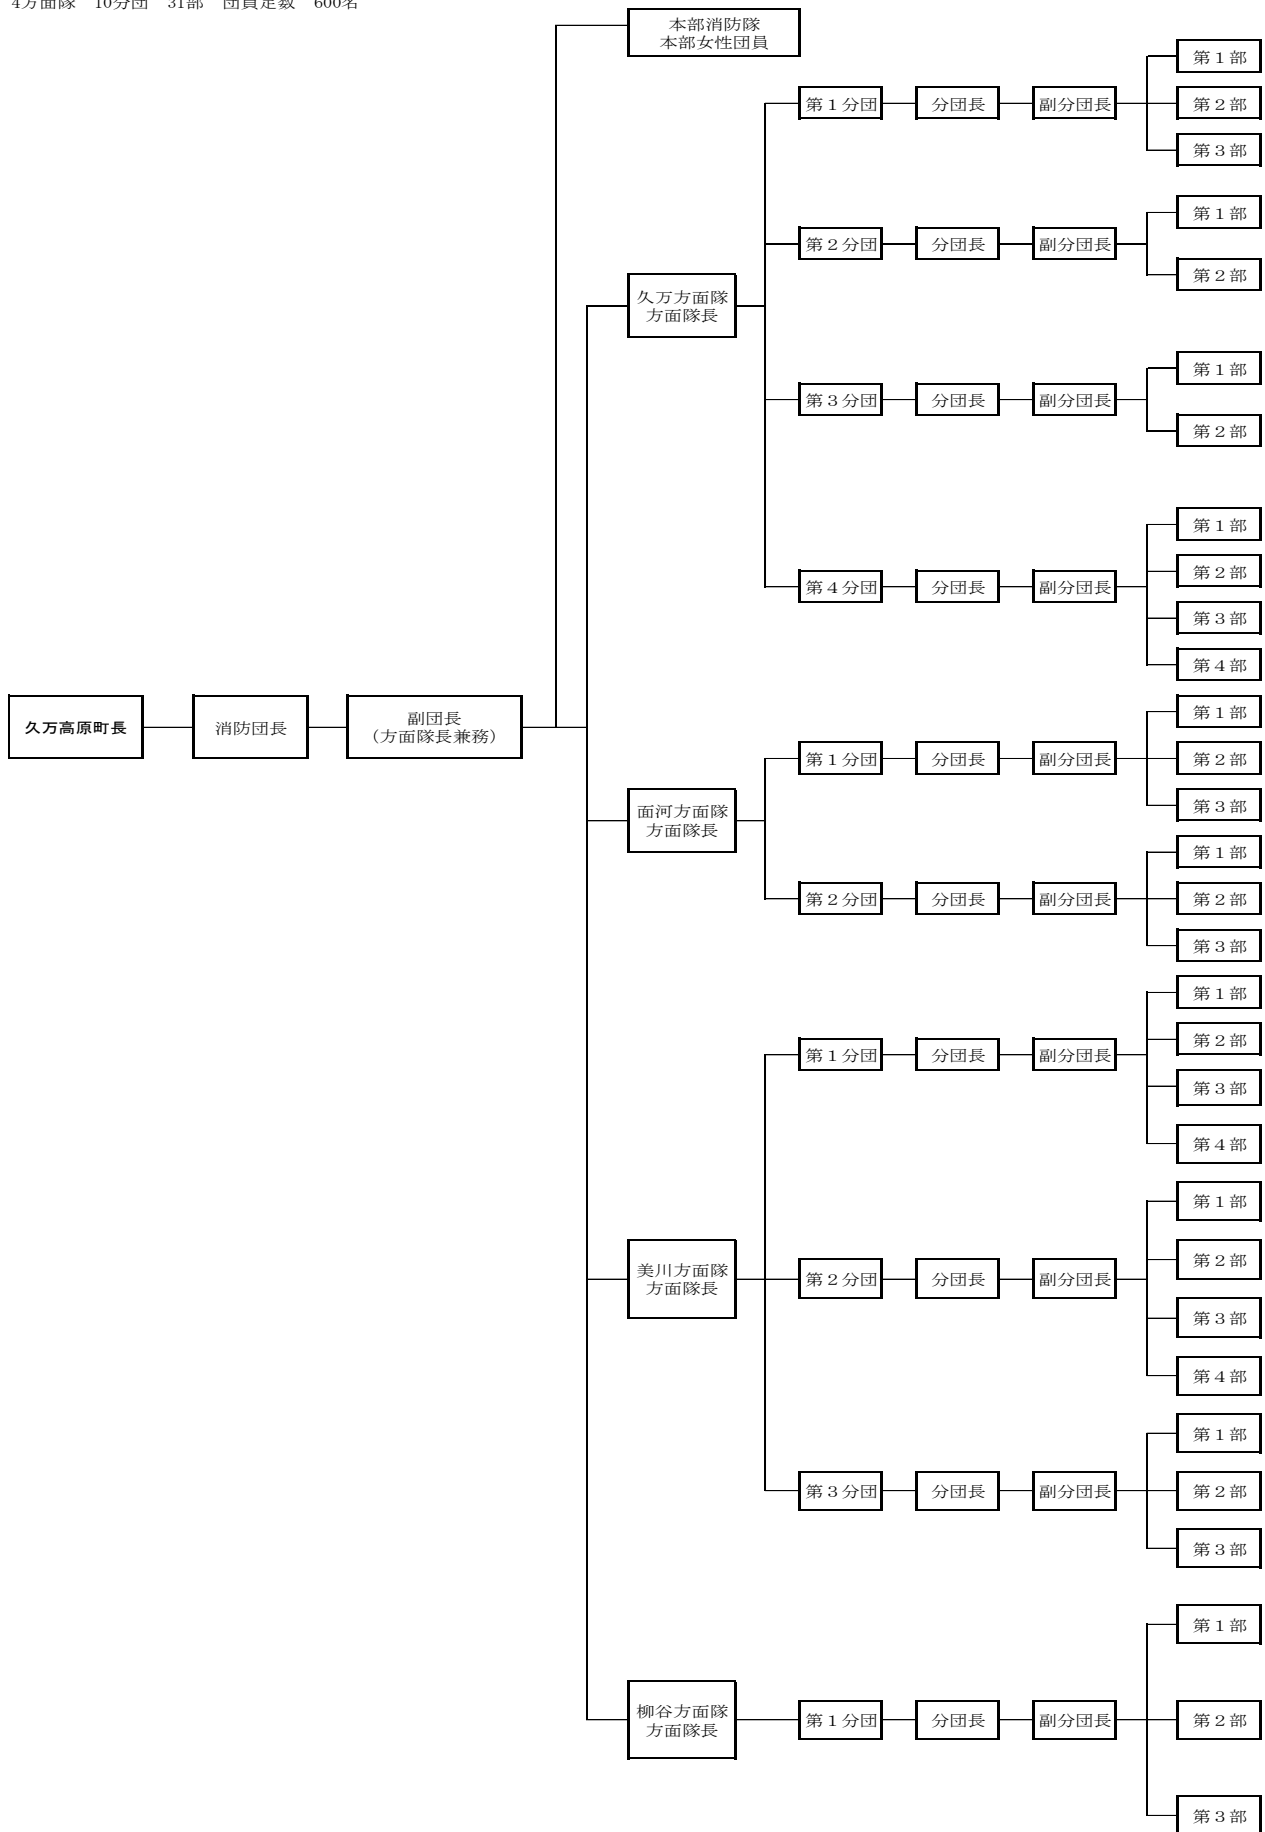 4方面隊　10分団　31部　団員定数　600名
本部消防隊
本部女性団員
第１部
第１分団
分団長
副分団長
第２部
第３部
第１部
第２分団
分団長
副分団長
第２部
久万方面隊
方面隊長
第１部
第３分団
分団長
副分団長
第２部
第１部
第２部
第４分団
分団長
副分団長
第３部
第４部
久万高原町長
消防団長
副団長
（方面隊長兼務）
第１部
第１分団
分団長
副分団長
第２部
面河方面隊
方面隊長
第３部
第１部
第２分団
分団長
副分団長
第２部
第３部
第１部
第２部
第１分団
分団長
副分団長
第３部
第４部
第１部
第２部
美川方面隊
方面隊長
第２分団
分団長
副分団長
第３部
第４部
第１部
第３分団
分団長
副分団長
第２部
第３部
第１部
柳谷方面隊
方面隊長
第１分団
分団長
副分団長
第２部
第３部